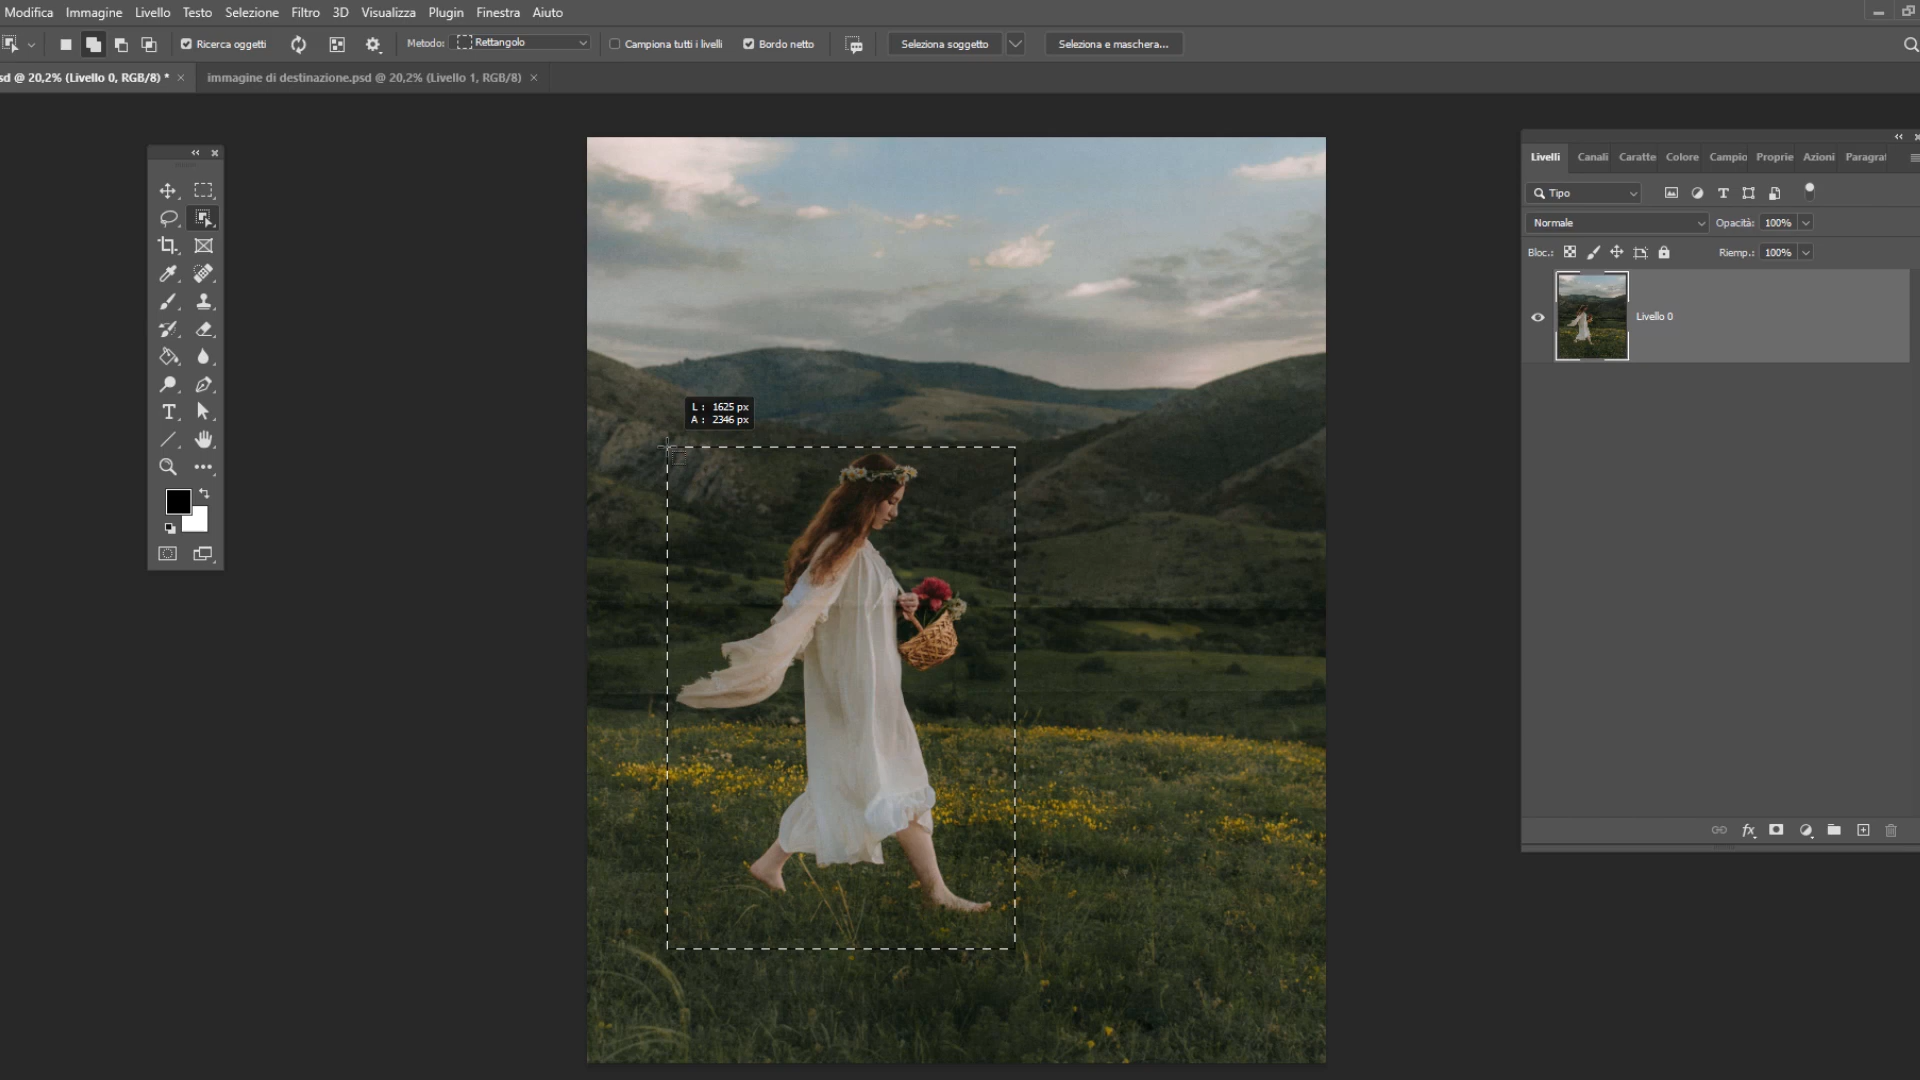 Modifica Immagine Livello Testo Selezione Filtro 3D Visualizza Plugin Finestra Aiuto
Ricerca oggetti Metodo: Rettangolo Campiona tutti i livelli Bordo netto Seleziona soggetto Seleziona e maschera...
sd @ 20,2% (Livello 0, RGB/8) * × immagine di destinazione.psd @ 20,2% (Livello 1, RGB/8) ×
Livelli Canali Caratte Colore Campio Proprie Azioni Paragraf
Tipo
Normale Opacità: 100%
Bloc.: Riemp.: 100%
Livello 0
L : 1625 px
A : 2346 px